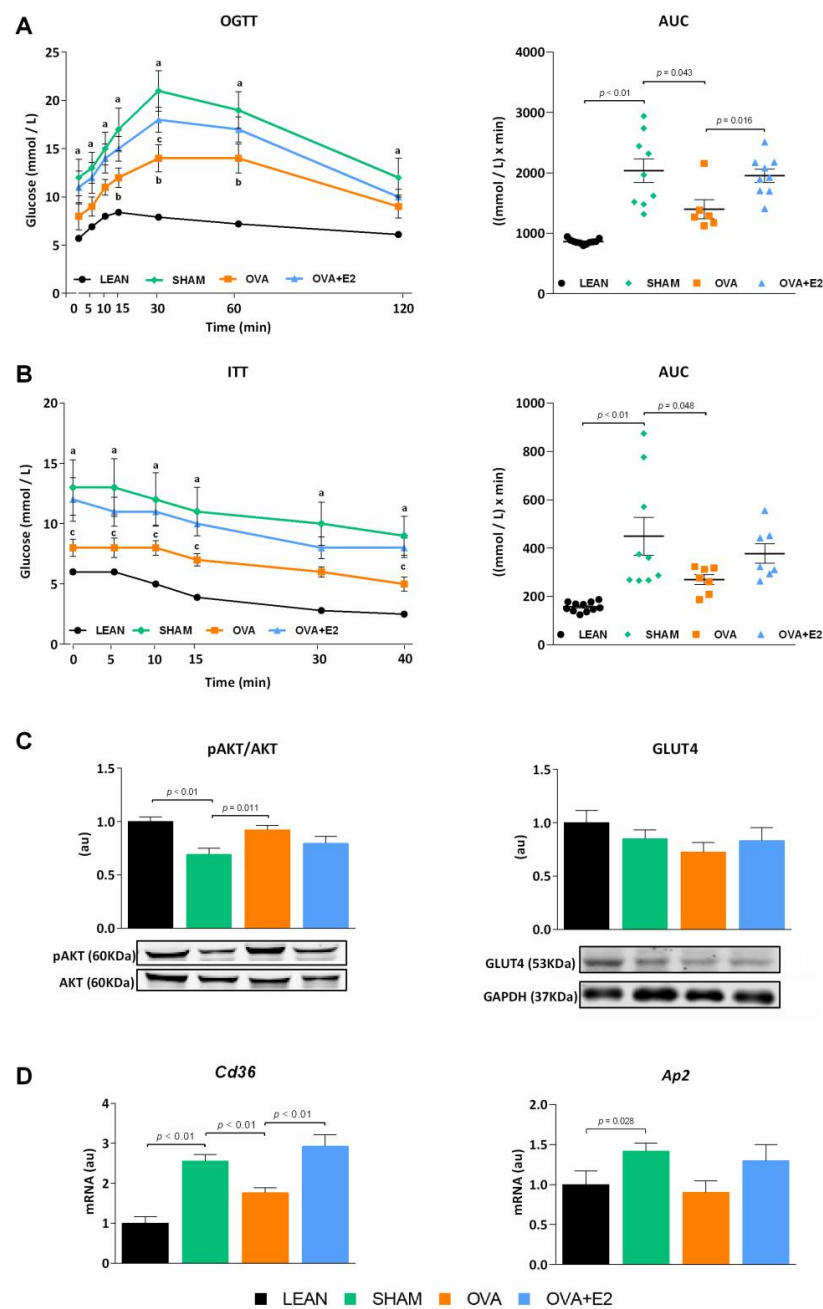 A
OGTT
AUC
25
20
15
10
5
0
Glucose (mmol / L)
a
a
a
a
a
a
a
c
b
b
b
LEAN
SHAM
OVA
OVA+E2
0 5 10 15 30 60 120
Time (min)
4000
3000
2000
1000
0
((mmol / L) x min)
p < 0.01
p = 0.043
p = 0.016
LEAN
SHAM
OVA
OVA+E2
B
ITT
AUC
20
15
10
5
0
Glucose (mmol / L)
a
a
a
a
a
a
c
c
c
c
c
LEAN
SHAM
OVA
OVA+E2
0 5 10 15 30 40
Time (min)
1000
800
600
400
200
0
((mmol / L) x min)
p < 0.01
p = 0.048
LEAN
SHAM
OVA
OVA+E2
C
pAKT/AKT
GLUT4
1.5
1.0
0.5
0.0
(au)
p < 0.01
p = 0.011
pAKT (60KDa)
AKT (60KDa)
1.5
1.0
0.5
0.0
(au)
GLUT4 (53KDa)
GAPDH (37KDa)
D
Cd36
Ap2
4
3
2
1
0
mRNA (au)
p < 0.01
p < 0.01
p < 0.01
2.0
1.5
1.0
0.5
0.0
mRNA (au)
p = 0.028
LEAN SHAM OVA OVA+E2